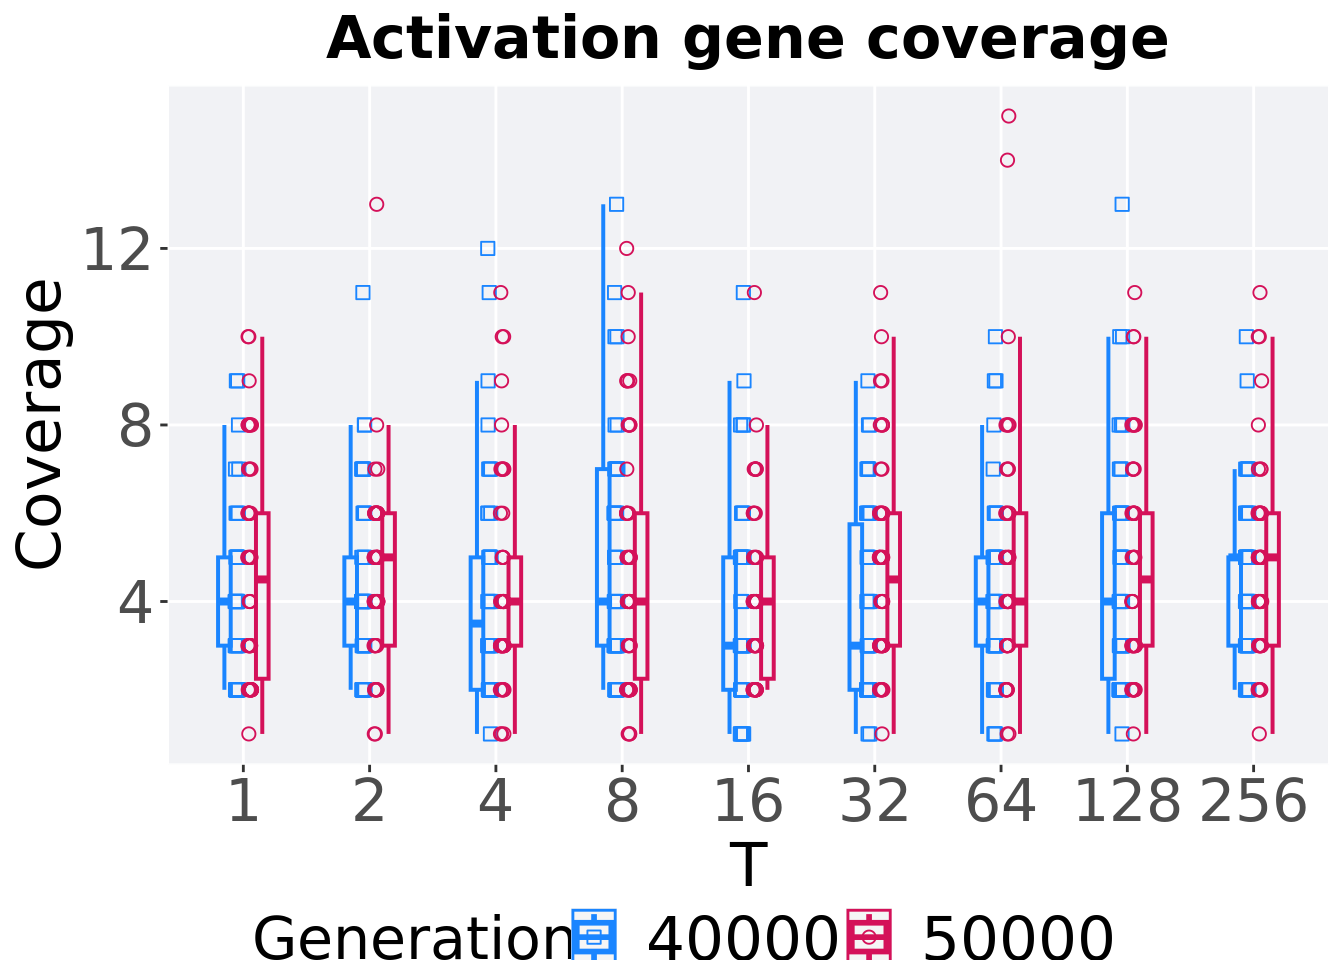 Activation gene coverage
Coverage
12
8
4
1 2 4 8 16 32 64 128 256
T
Generation 40000 50000